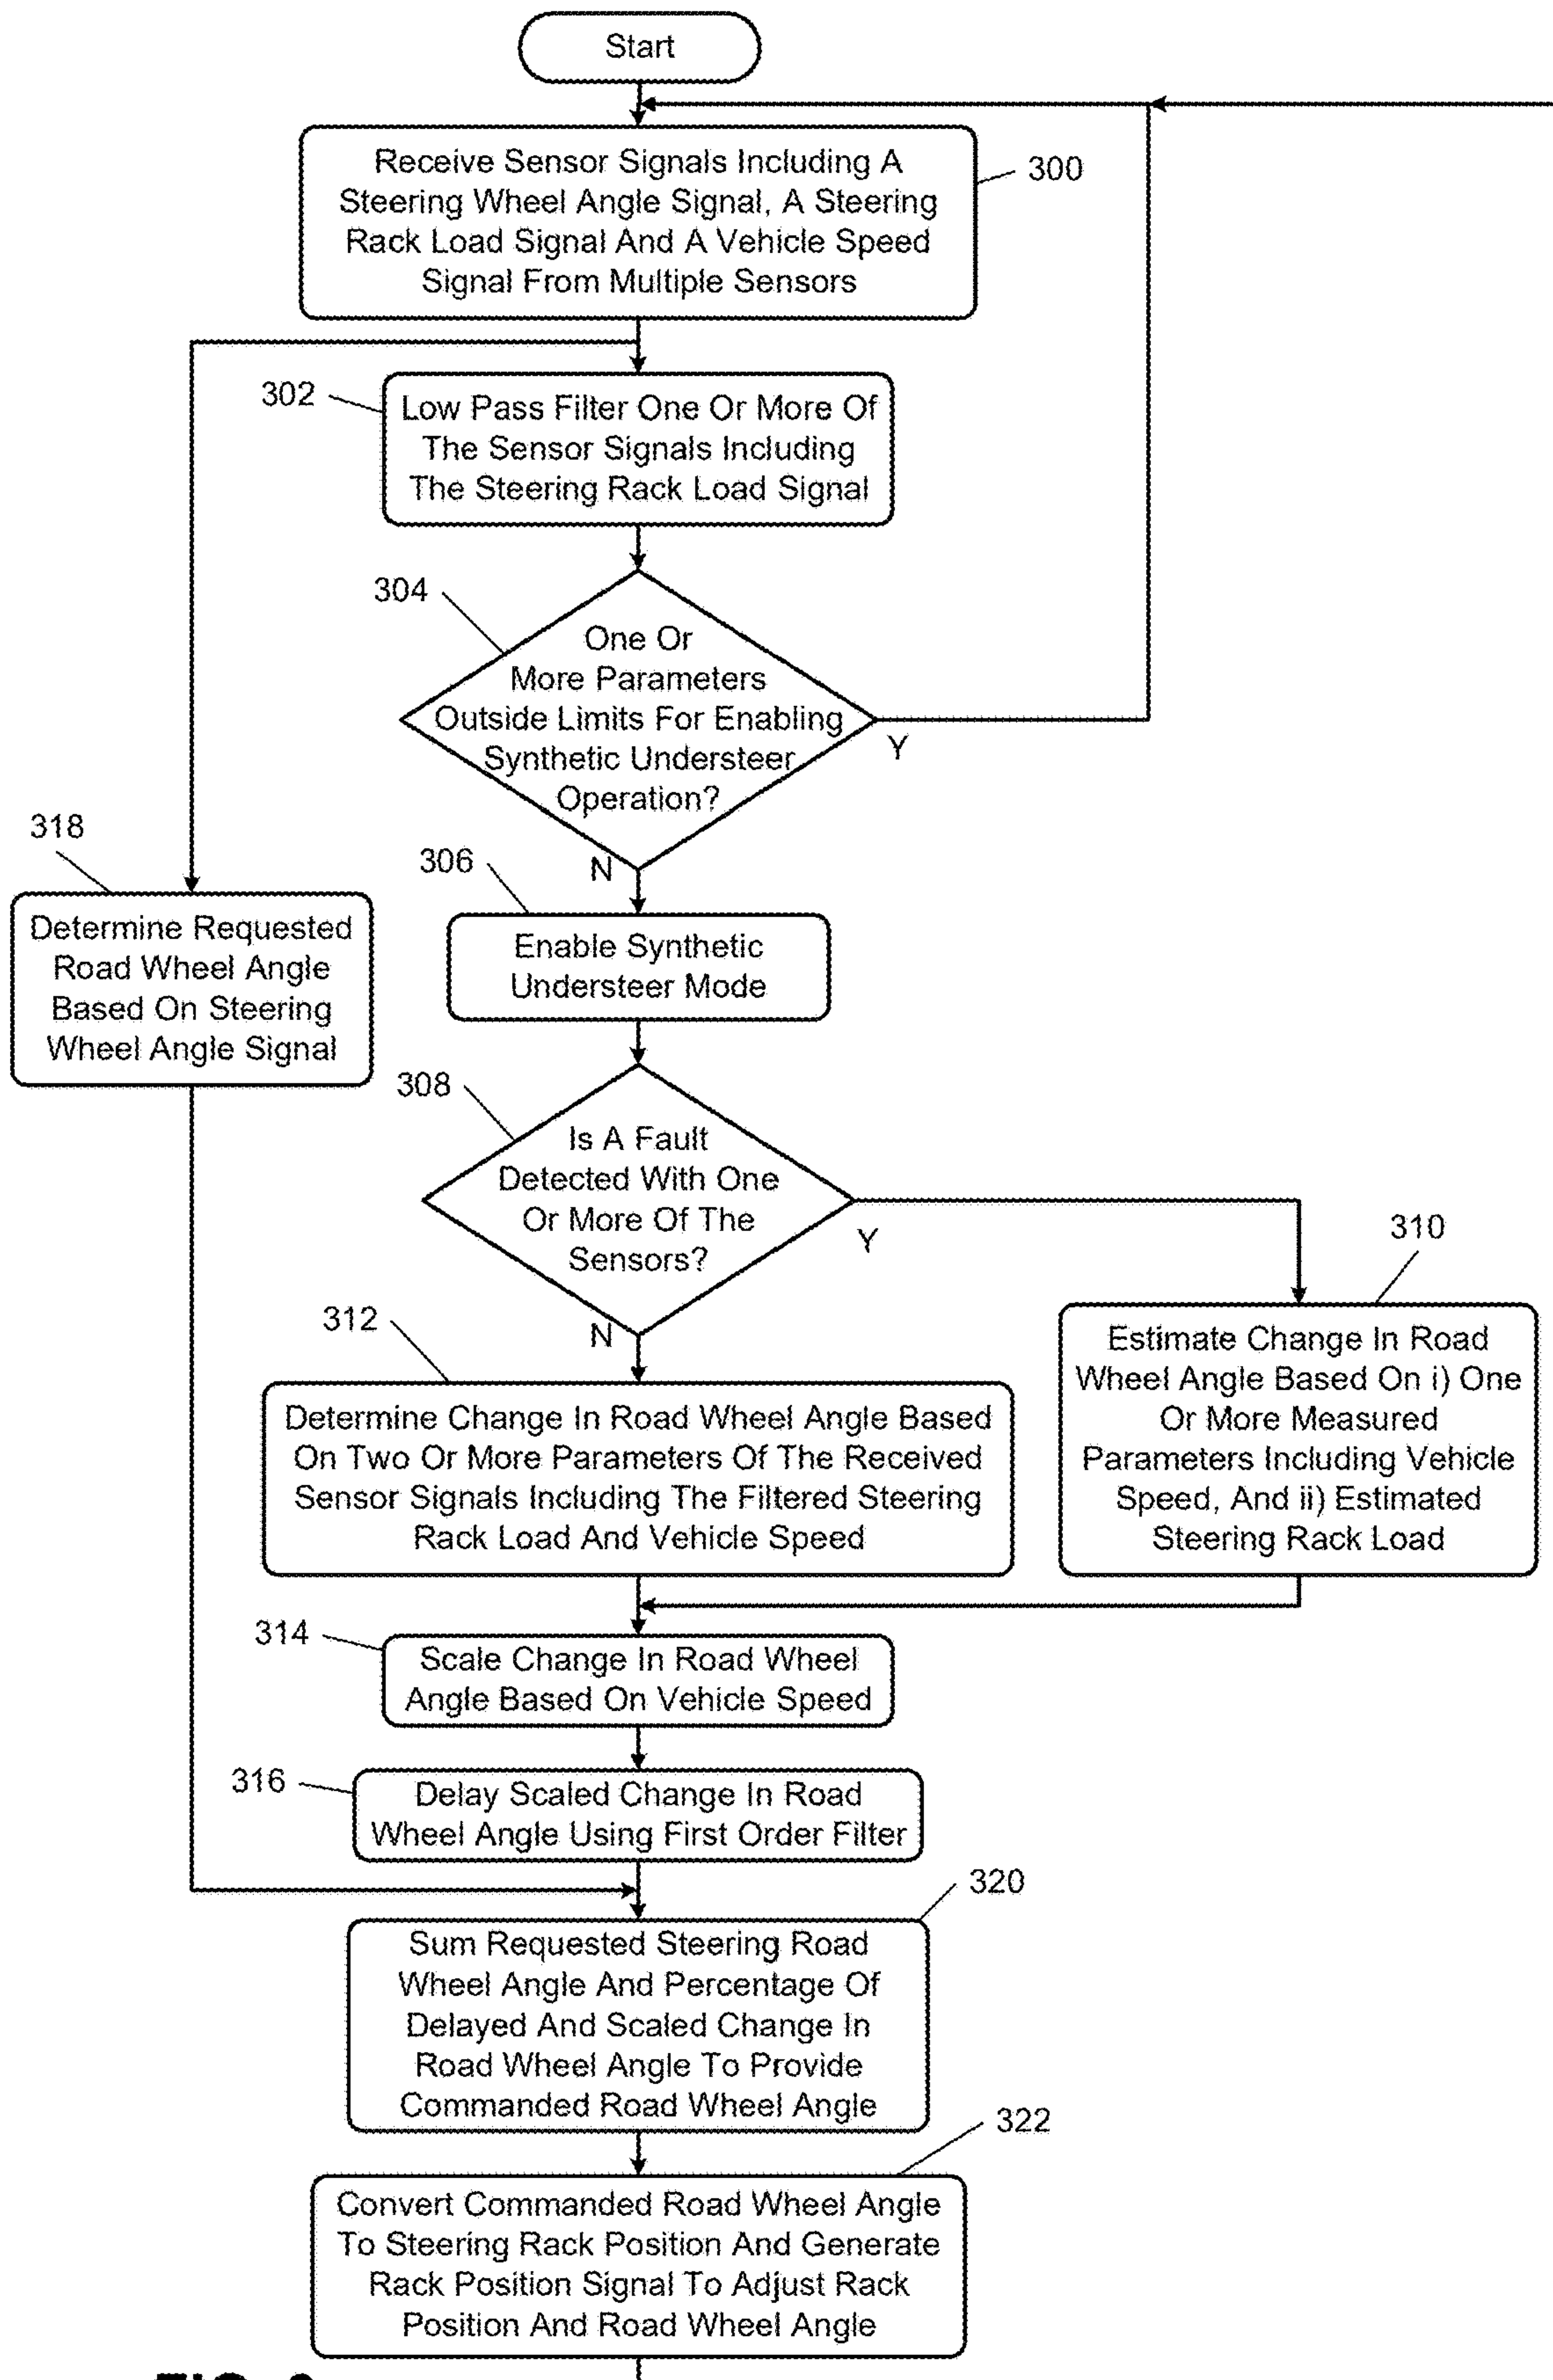 Start
Receive Sensor Signals Including A
Steering Wheel Angle Signal, A Steering
Rack Load Signal And A Vehicle Speed
Signal From Multiple Sensors
300
302
Low Pass Filter One Or More Of
The Sensor Signals Including
The Steering Rack Load Signal
304
One Or
More Parameters
Outside Limits For Enabling
Synthetic Understeer
Operation?
Y
N
318
Determine Requested
Road Wheel Angle
Based On Steering
Wheel Angle Signal
306
Enable Synthetic
Understeer Mode
308
Is A Fault
Detected With One
Or More Of The
Sensors?
Y
N
310
Estimate Change In Road
Wheel Angle Based On i) One
Or More Measured
Parameters Including Vehicle
Speed, And ii) Estimated
Steering Rack Load
312
Determine Change In Road Wheel Angle Based
On Two Or More Parameters Of The Received
Sensor Signals Including The Filtered Steering
Rack Load And Vehicle Speed
314
Scale Change In Road Wheel
Angle Based On Vehicle Speed
316
Delay Scaled Change In Road
Wheel Angle Using First Order Filter
320
Sum Requested Steering Road
Wheel Angle And Percentage Of
Delayed And Scaled Change In
Road Wheel Angle To Provide
Commanded Road Wheel Angle
322
Convert Commanded Road Wheel Angle
To Steering Rack Position And Generate
Rack Position Signal To Adjust Rack
Position And Road Wheel Angle